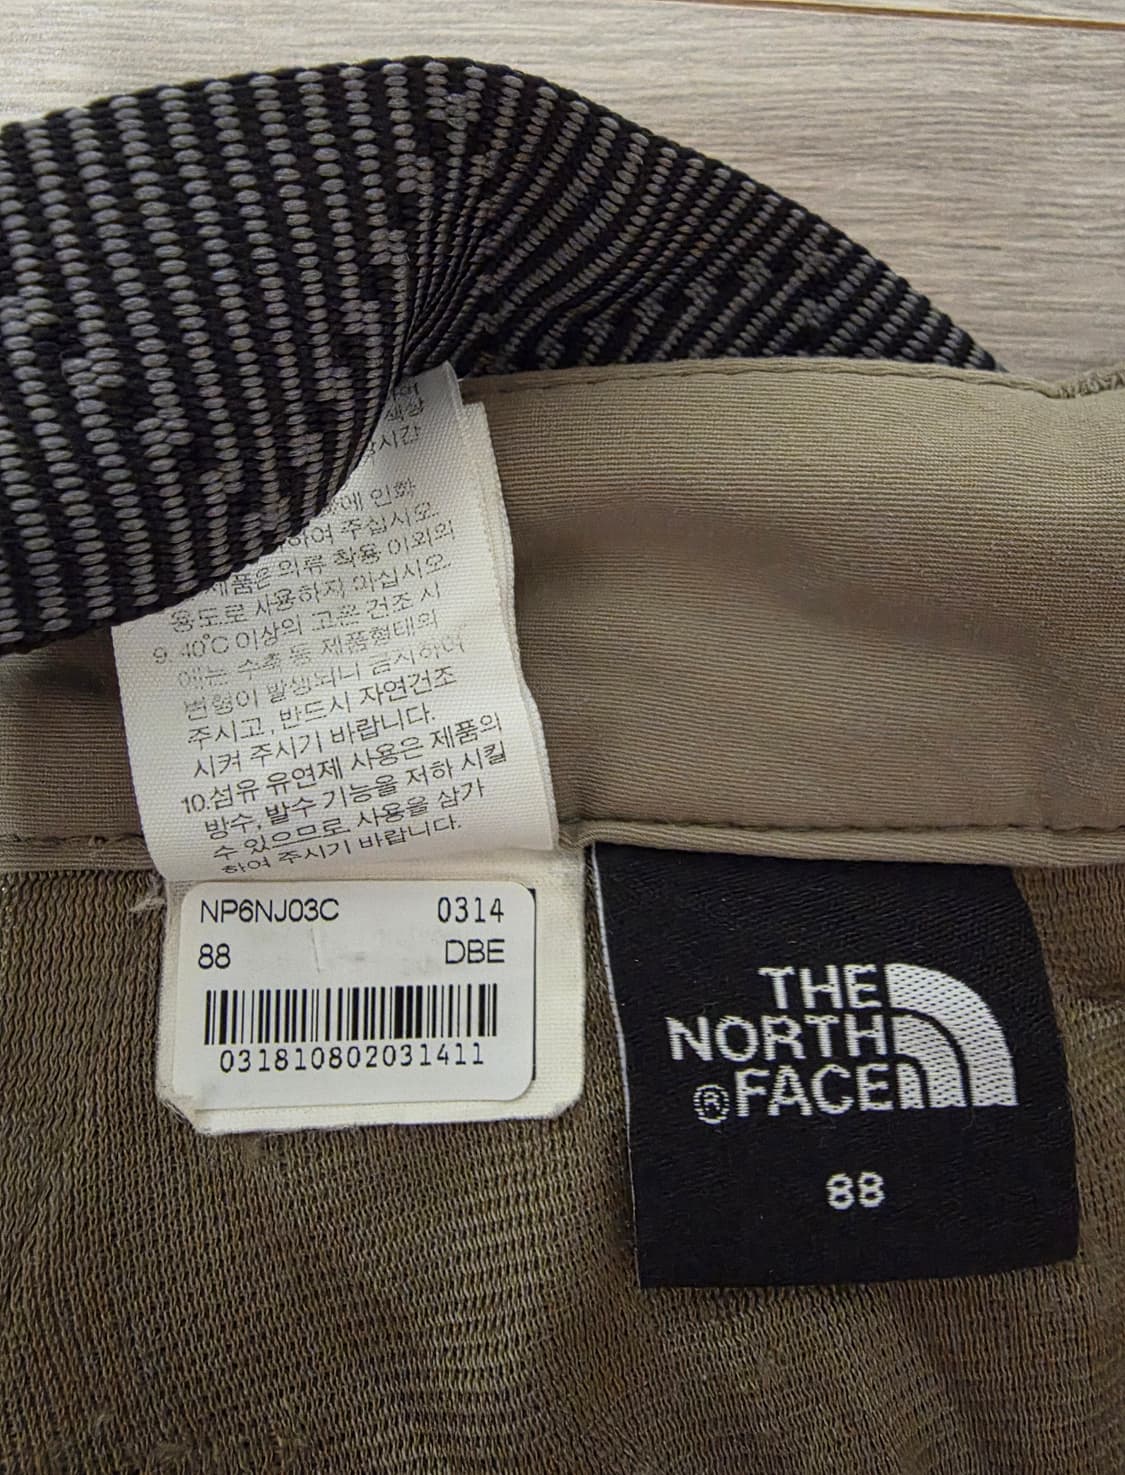 색상
시간
에 인화
하여 주십시오.
제품은 의류 착용 이외의
용도로 사용하지 마십시오.
9. 40℃ 이상의 고온 건조 시
에는 수축 등 제품형태의
변형이 발생되니 금지하여
주시고, 반드시 자연건조
시켜 주시기 바랍니다.
10.섬유 유연제 사용은 제품의
방수, 발수 기능을 저하 시킬
수 있으므로 사용을 삼가
하여 주시기 바랍니다.
NP6NJ03C 0314
88 DBE
031810802031411
THE
NORTH
®FACE
88